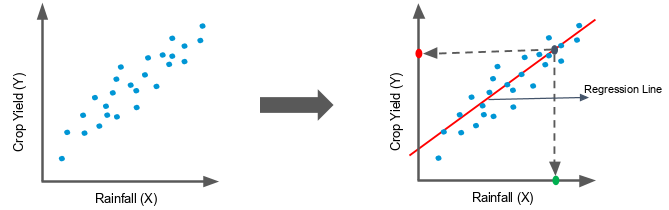 Crop Yield (Y)
Rainfall (X)
Crop Yield (Y)
Regression Line
Rainfall (X)